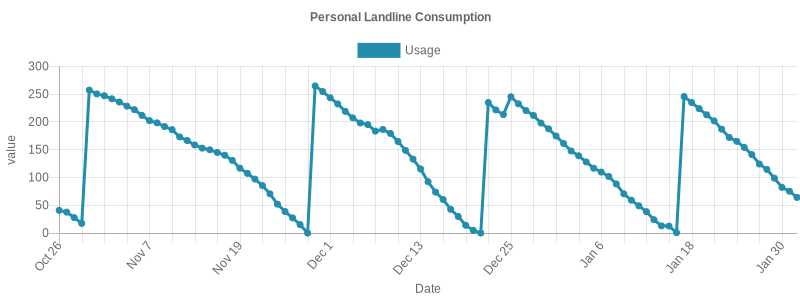 Personal Landline Consumption
Usage
300
250
200
150
100
50
0
value
Oct 26
Nov 7
Nov 19
Dec 1
Dec 13
Dec 25
Jan 6
Jan 18
Jan 30
Date